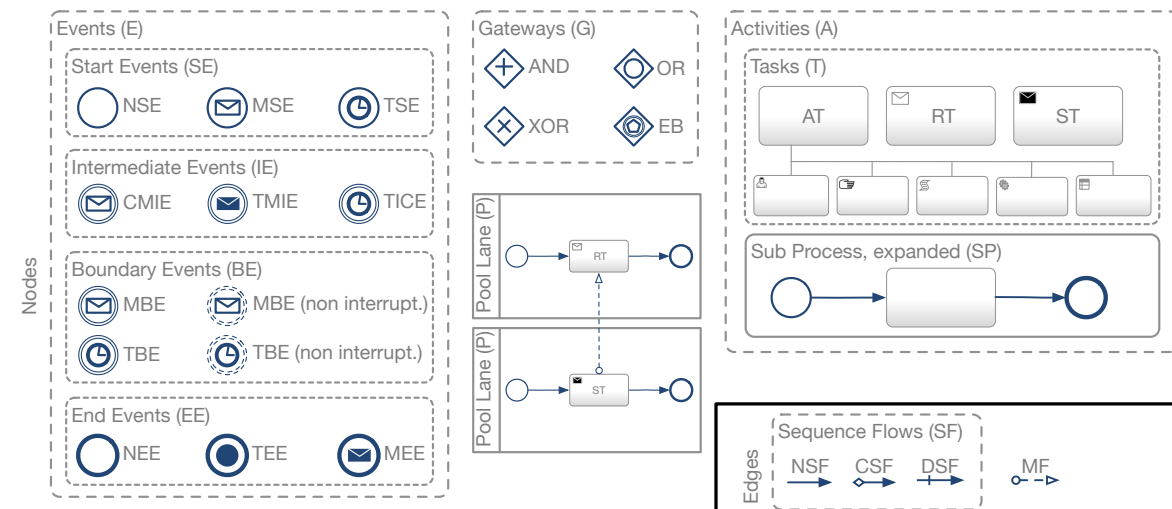 Events (E)
Start Events (SE)
NSE
MSE
TSE
Intermediate Events (IE)
CMIE
TMIE
TICE
Nodes
Boundary Events (BE)
MBE
MBE (non interrupt.)
TBE
TBE (non interrupt.)
End Events (EE)
NEE
TEE
MEE
Gateways (G)
AND
OR
XOR
EB
Pool Lane (P)
RT
Pool Lane (P)
ST
Activities (A)
Tasks (T)
AT
RT
ST
Sub Process, expanded (SP)
Edges
Sequence Flows (SF)
NSF
CSF
DSF
MF